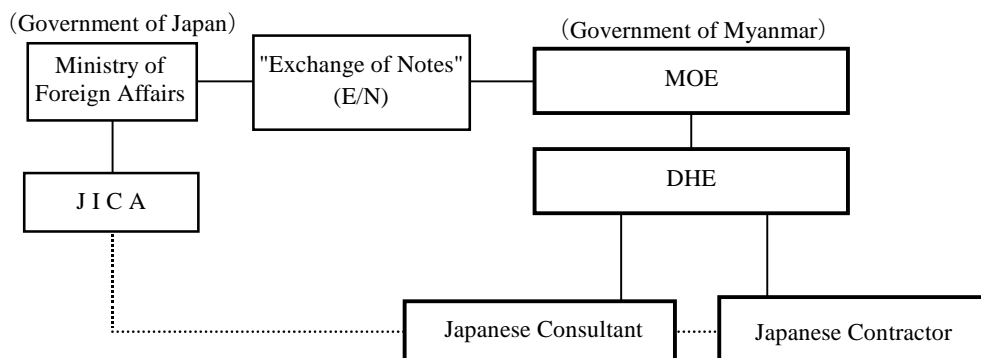 （Government of Japan）
（Government of Myanmar）
Ministry of
Foreign Affairs
"Exchange of Notes"
(E/N)
MOE
J I C A
DHE
Japanese Consultant
Japanese Contractor